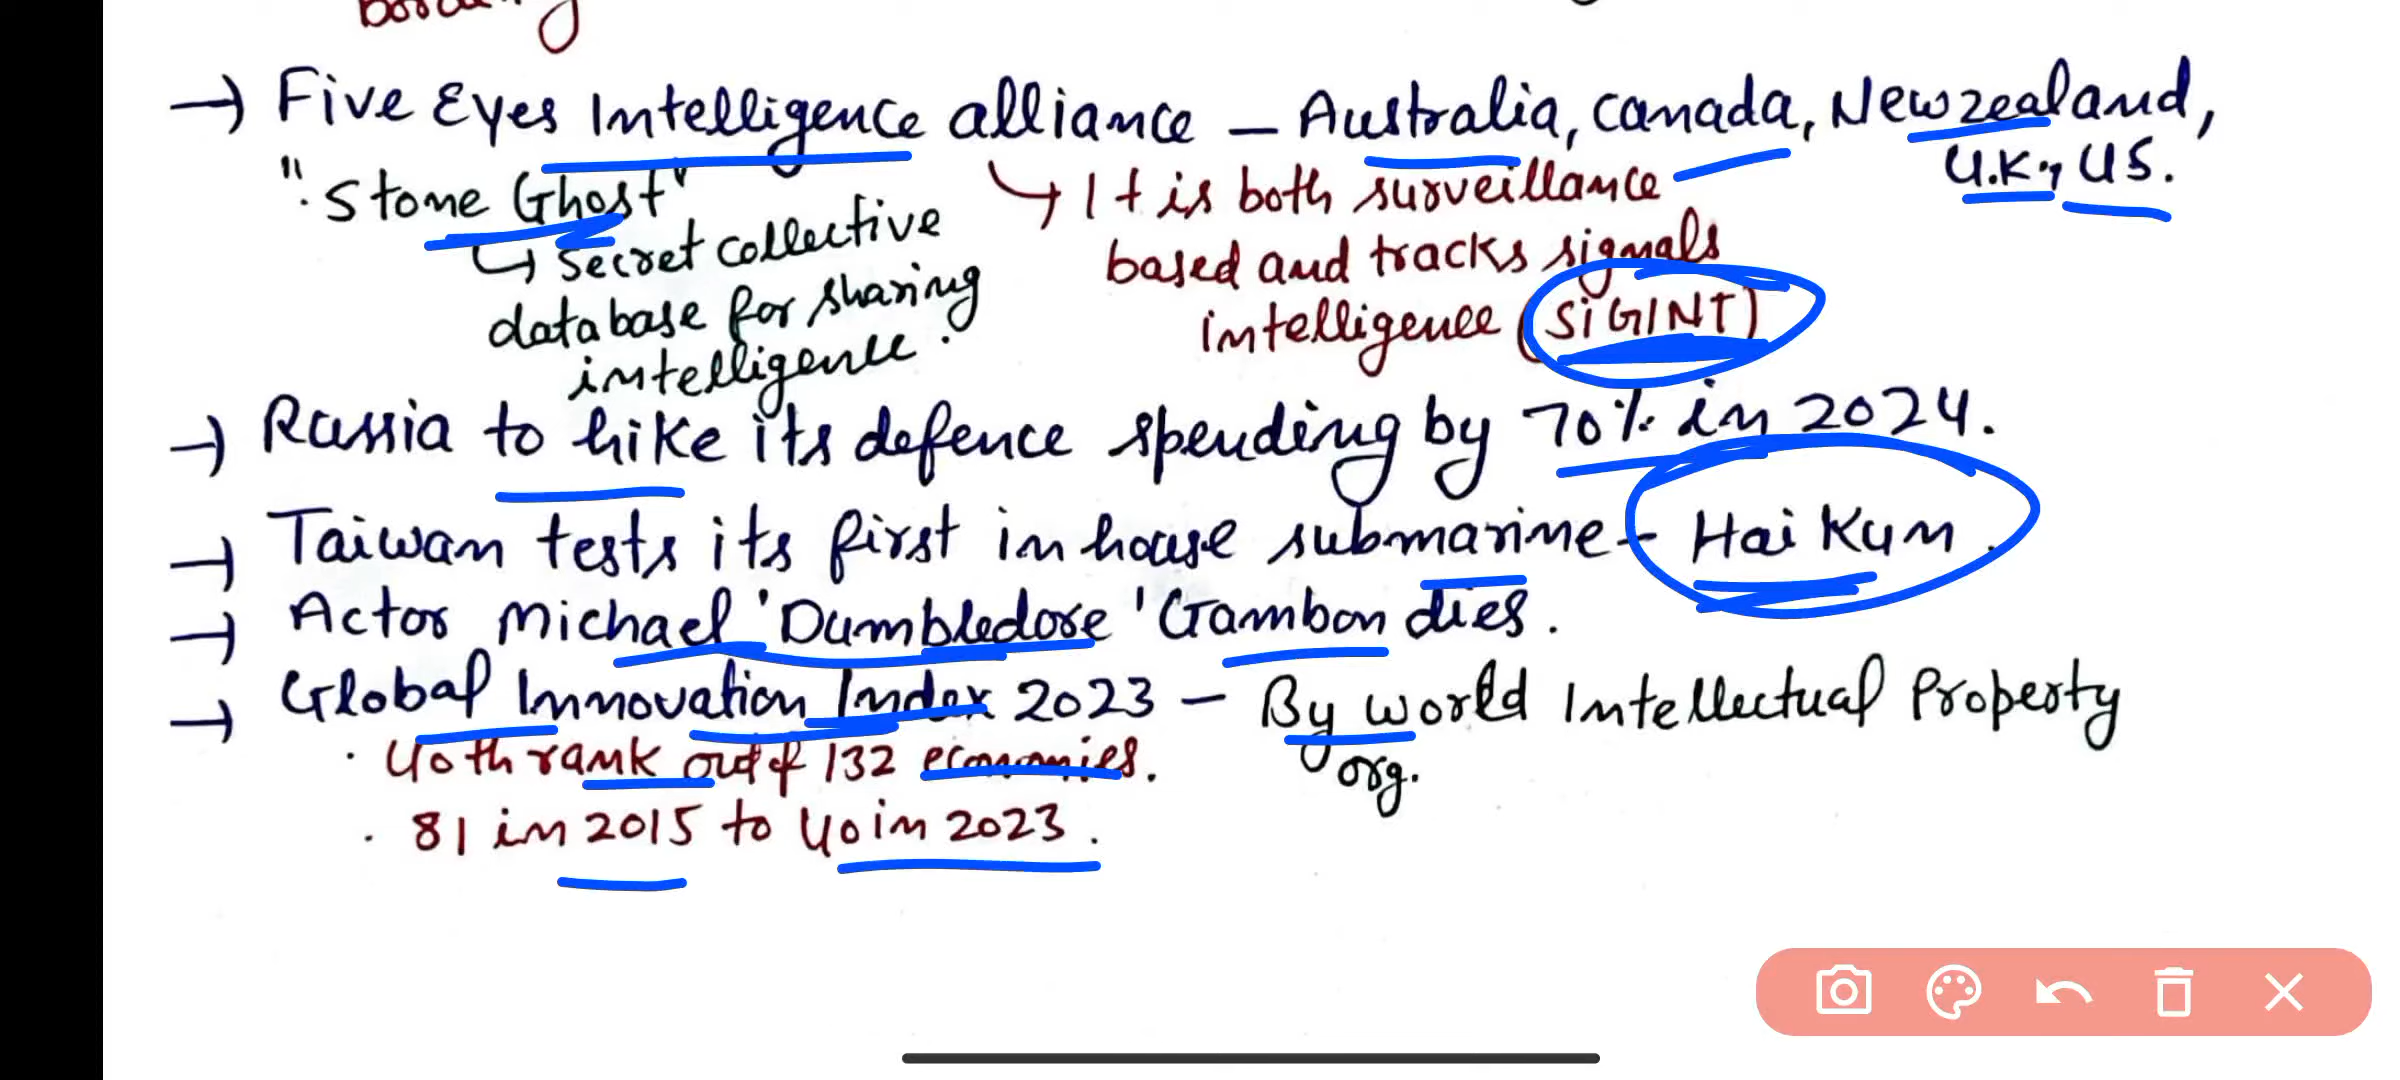 → Five Eyes Intelligence alliance – Australia, Canada, Newzealand,
U.K., US.
"Stone Ghost"
↳ secret collective
database for sharing
intelligence.
↳ It is both surveillance
based and tracks signals
intelligence (SiGINT)
→ Russia to hike its defence spending by 70% in 2024.
→ Taiwan tests its first in house submarine - Hai Kun.
→ Actor Michael 'Dumbledore' Gambon dies.
→ Global Innovation Index 2023 – By World Intellectual Property
org.
· 40th rank out of 132 economies.
· 81 in 2015 to 40 in 2023.